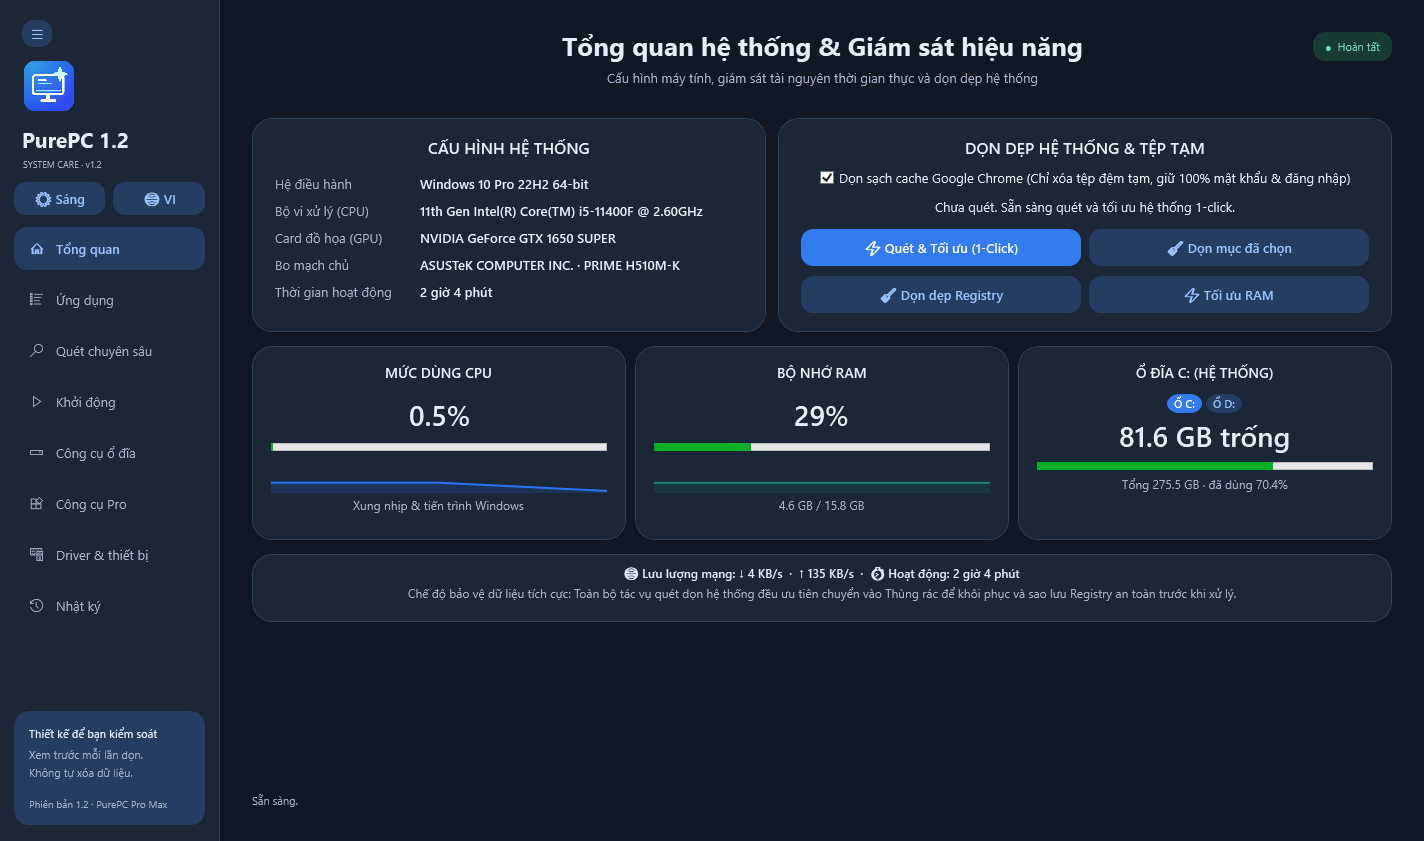 PurePC 1.2
SYSTEM CARE · v1.2
Sáng
VI
Tổng quan
Ứng dụng
Quét chuyên sâu
Khởi động
Công cụ ổ đĩa
Công cụ Pro
Driver & thiết bị
Nhật ký
Thiết kế để bạn kiểm soát
Xem trước mỗi lần dọn.
Không tự xóa dữ liệu.
Phiên bản 1.2 · PurePC Pro Max
Tổng quan hệ thống & Giám sát hiệu năng
Cấu hình máy tính, giám sát tài nguyên thời gian thực và dọn dẹp hệ thống
● Hoàn tất
CẤU HÌNH HỆ THỐNG
Hệ điều hành Windows 10 Pro 22H2 64-bit
Bộ vi xử lý (CPU) 11th Gen Intel(R) Core(TM) i5-11400F @ 2.60GHz
Card đồ họa (GPU) NVIDIA GeForce GTX 1650 SUPER
Bo mạch chủ ASUSTeK COMPUTER INC. · PRIME H510M-K
Thời gian hoạt động 2 giờ 4 phút
DỌN DẸP HỆ THỐNG & TỆP TẠM
Dọn sạch cache Google Chrome (Chỉ xóa tệp đệm tạm, giữ 100% mật khẩu & đăng nhập)
Chưa quét. Sẵn sàng quét và tối ưu hệ thống 1-click.
Quét & Tối ưu (1-Click)
Dọn mục đã chọn
Dọn dẹp Registry
Tối ưu RAM
MỨC DÙNG CPU
0.5%
Xung nhịp & tiến trình Windows
BỘ NHỚ RAM
29%
4.6 GB / 15.8 GB
Ổ ĐĨA C: (HỆ THỐNG)
Ổ C: Ổ D:
81.6 GB trống
Tổng 275.5 GB · đã dùng 70.4%
Lưu lượng mạng: ↓ 4 KB/s · ↑ 135 KB/s · Hoạt động: 2 giờ 4 phút
Chế độ bảo vệ dữ liệu tích cực: Toàn bộ tác vụ quét dọn hệ thống đều ưu tiên chuyển vào Thùng rác để khôi phục và sao lưu Registry an toàn trước khi xử lý.
Sẵn sàng.